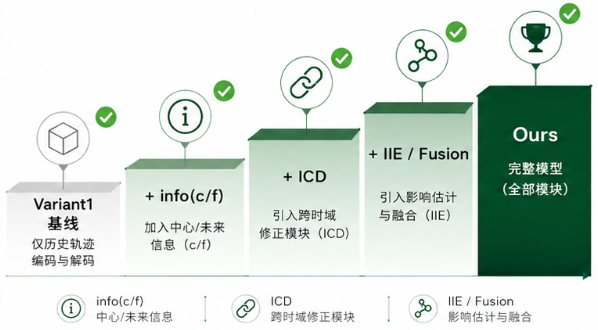 Variant1
基线
仅历史轨迹
编码与解码
+ info(c/f)
加入中心/未来
信息（c/f）
+ ICD
引入跨时域
修正模块（ICD）
+ IIE / Fusion
引入影响估计
与融合（IIE）
Ours
完整模型
（全部模块）
info(c/f)
中心/未来信息
ICD
跨时域修正模块
IIE / Fusion
影响估计与融合